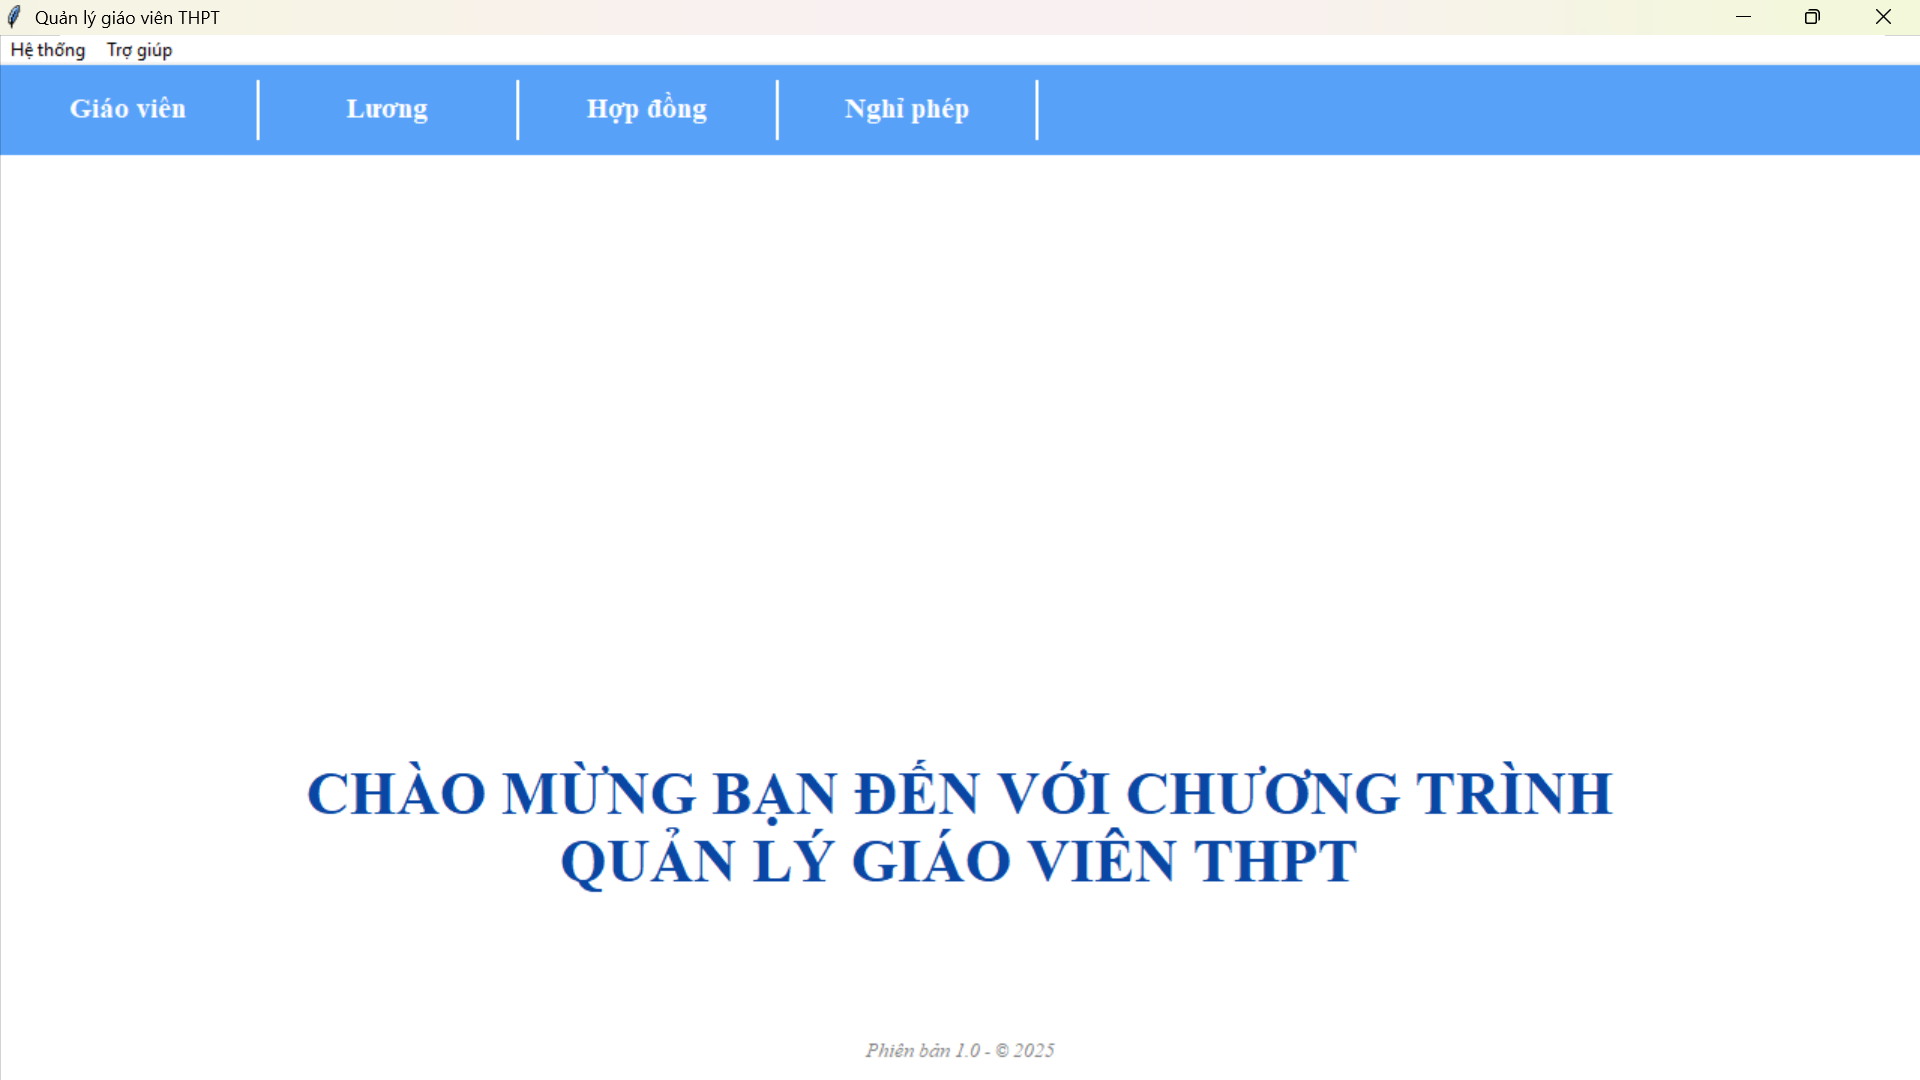 Quản lý giáo viên THPT
Hệ thống Trợ giúp
Giáo viên Lương Hợp đồng Nghỉ phép
CHÀO MỪNG BẠN ĐẾN VỚI CHƯƠNG TRÌNH
QUẢN LÝ GIÁO VIÊN THPT
Phiên bản 1.0 - © 2025